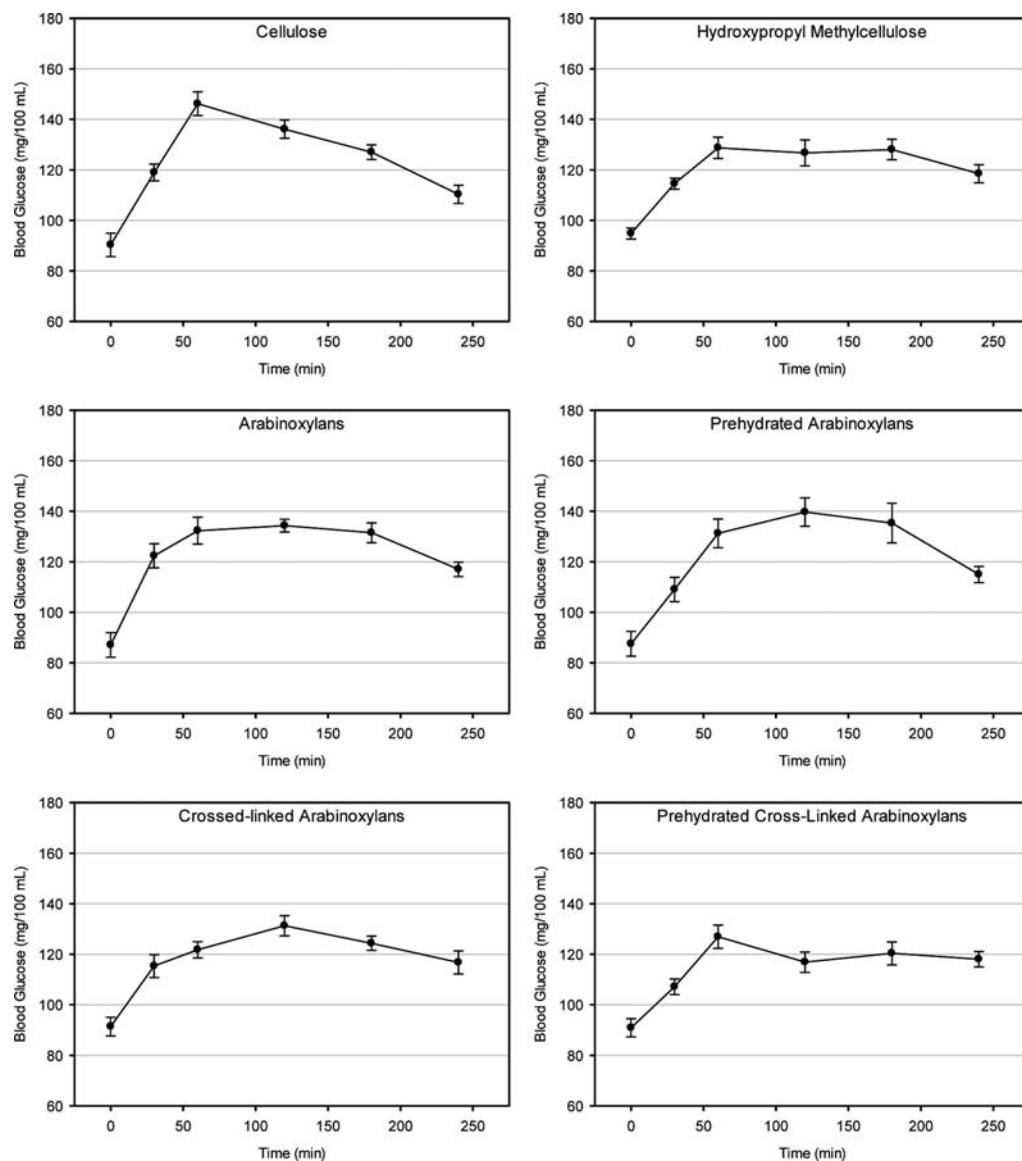 Cellulose
Blood Glucose (mg/100 mL)
180
160
140
120
100
80
60
0 50 100 150 200 250
Time (min)
Hydroxypropyl Methylcellulose
Blood Glucose (mg/100 mL)
180
160
140
120
100
80
60
0 50 100 150 200 250
Time (min)
Arabinoxylans
Blood Glucose (mg/100 mL)
180
160
140
120
100
80
60
0 50 100 150 200 250
Time (min)
Prehydrated Arabinoxylans
Blood Glucose (mg/100 mL)
180
160
140
120
100
80
60
0 50 100 150 200 250
Time (min)
Crossed-linked Arabinoxylans
Blood Glucose (mg/100 mL)
180
160
140
120
100
80
60
0 50 100 150 200 250
Time (min)
Prehydrated Cross-Linked Arabinoxylans
Blood Glucose (mg/100 mL)
180
160
140
120
100
80
60
0 50 100 150 200 250
Time (min)